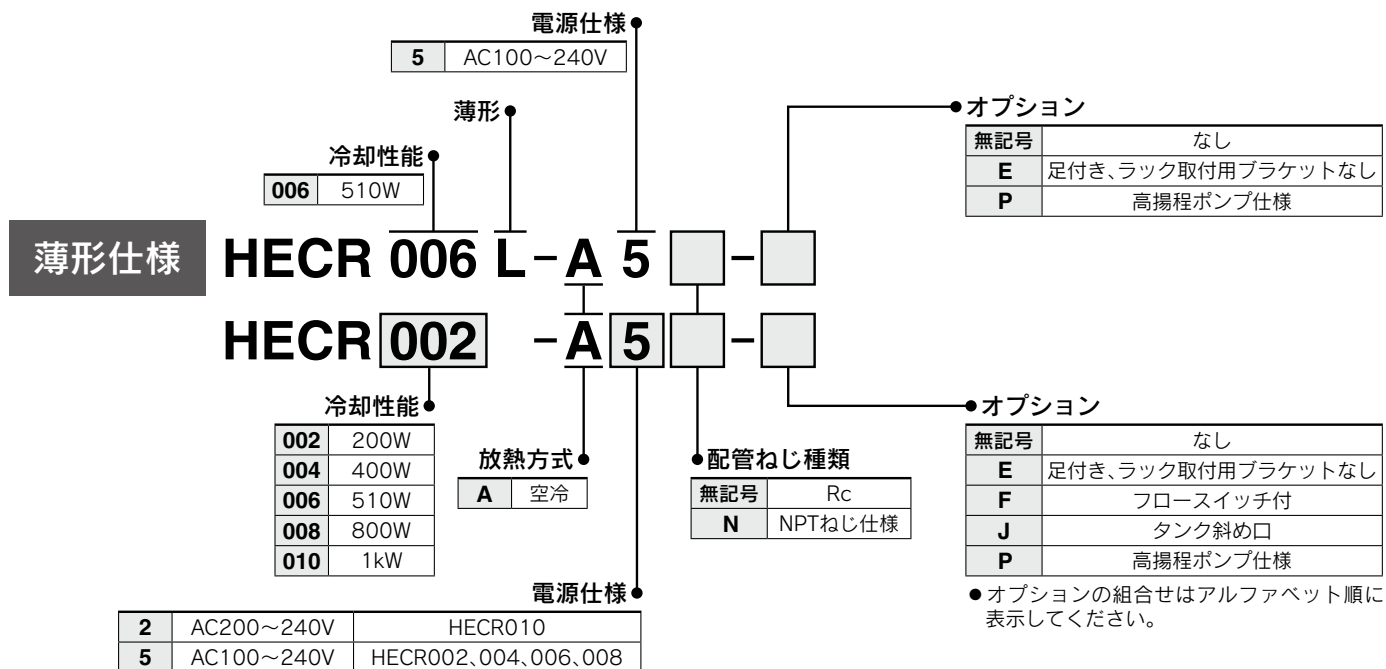 電源仕様
5 AC100～240V
薄形
冷却性能
006 510W
オプション
無記号 なし
E 足付き、ラック取付用ブラケットなし
P 高揚程ポンプ仕様
薄形仕様 HECR 006 L-A 5 -
HECR 002 -A 5 -
冷却性能
002 200W
004 400W
006 510W
008 800W
010 1kW
放熱方式
A 空冷
配管ねじ種類
無記号 Rc
N NPTねじ仕様
オプション
無記号 なし
E 足付き、ラック取付用ブラケットなし
F フロースイッチ付
J タンク斜め口
P 高揚程ポンプ仕様
●オプションの組合せはアルファベット順に
表示してください。
電源仕様
2 AC200～240V HECR010
5 AC100～240V HECR002、004、006、008